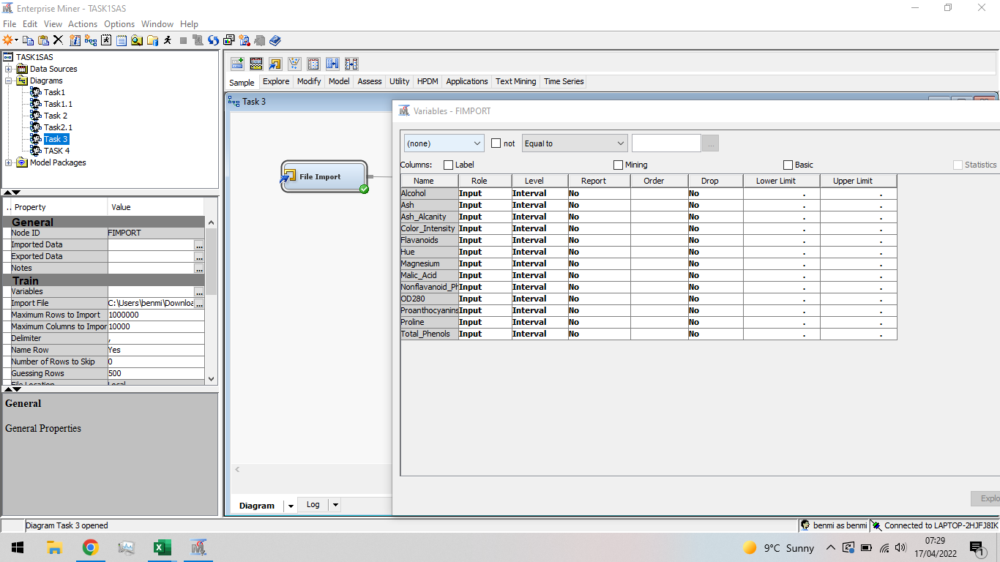 Enterprise Miner - TASK1SAS
File Edit View Actions Options Window Help
TASK1SAS
Data Sources
Diagrams
Task1
Task1.1
Task 2
Task2.1
Task 3
TASK 4
Model Packages
Sample Explore Modify Model Assess Utility HPDM Applications Text Mining Time Series
Task 3
File Import
.. Property Value
General
Node ID FIMPORT
Imported Data ...
Exported Data ...
Notes ...
Train
Variables ...
Import File C:\Users\benmi\Downloa ...
Maximum Rows to Import 1000000
Maximum Columns to Impor 10000
Delimiter ,
Name Row Yes
Number of Rows to Skip 0
Guessing Rows 500
File Location Local
General
General Properties
Variables - FIMPORT
(none) not Equal to ...
Columns: Label Mining Basic Statistics
Name Role Level Report Order Drop Lower Limit Upper Limit
Alcohol Input Interval No No . .
Ash Input Interval No No . .
Ash_Alcanity Input Interval No No . .
Color_Intensity Input Interval No No . .
Flavanoids Input Interval No No . .
Hue Input Interval No No . .
Magnesium Input Interval No No . .
Malic_Acid Input Interval No No . .
Nonflavanoid_Ph Input Interval No No . .
OD280 Input Interval No No . .
Proanthocyanins Input Interval No No . .
Proline Input Interval No No . .
Total_Phenols Input Interval No No . .
Explo
Diagram Log
Diagram Task 3 opened
benmi as benmi Connected to LAPTOP-2HJFJ8IK
9°C Sunny
07:29
17/04/2022
1